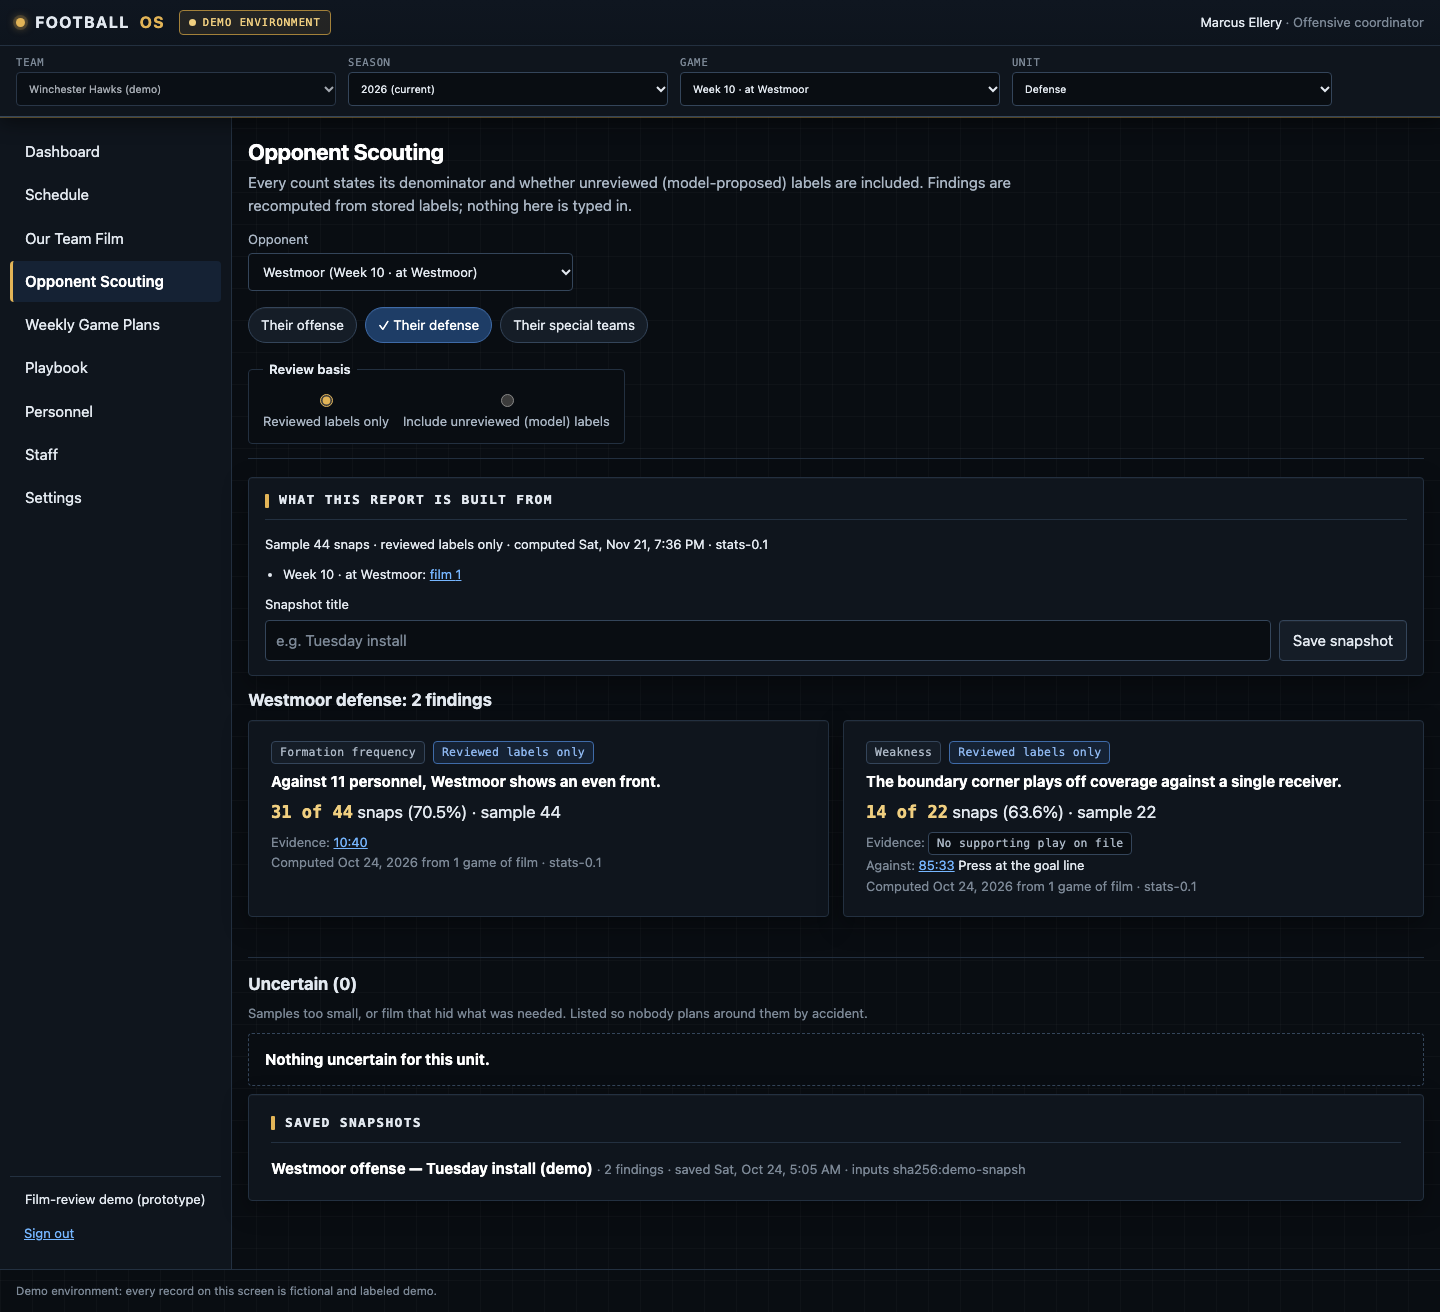 FOOTBALL OS
DEMO ENVIRONMENT
Marcus Ellery · Offensive coordinator
TEAM
Winchester Hawks (demo)
SEASON
2026 (current)
GAME
Week 10 · at Westmoor
UNIT
Defense
Dashboard
Schedule
Our Team Film
Opponent Scouting
Weekly Game Plans
Playbook
Personnel
Staff
Settings
Film-review demo (prototype)
Sign out
Opponent Scouting
Every count states its denominator and whether unreviewed (model-proposed) labels are included. Findings are
recomputed from stored labels; nothing here is typed in.
Opponent
Westmoor (Week 10 · at Westmoor)
Their offense
✓ Their defense
Their special teams
Review basis
Reviewed labels only
Include unreviewed (model) labels
WHAT THIS REPORT IS BUILT FROM
Sample 44 snaps · reviewed labels only · computed Sat, Nov 21, 7:36 PM · stats-0.1
• Week 10 · at Westmoor: film 1
Snapshot title
e.g. Tuesday install
Save snapshot
Westmoor defense: 2 findings
Formation frequency
Reviewed labels only
Against 11 personnel, Westmoor shows an even front.
31 of 44 snaps (70.5%) · sample 44
Evidence: 10:40
Computed Oct 24, 2026 from 1 game of film · stats-0.1
Weakness
Reviewed labels only
The boundary corner plays off coverage against a single receiver.
14 of 22 snaps (63.6%) · sample 22
Evidence: No supporting play on file
Against: 85:33 Press at the goal line
Computed Oct 24, 2026 from 1 game of film · stats-0.1
Uncertain (0)
Samples too small, or film that hid what was needed. Listed so nobody plans around them by accident.
Nothing uncertain for this unit.
SAVED SNAPSHOTS
Westmoor offense — Tuesday install (demo) · 2 findings · saved Sat, Oct 24, 5:05 AM · inputs sha256:demo-snapsh
Demo environment: every record on this screen is fictional and labeled demo.